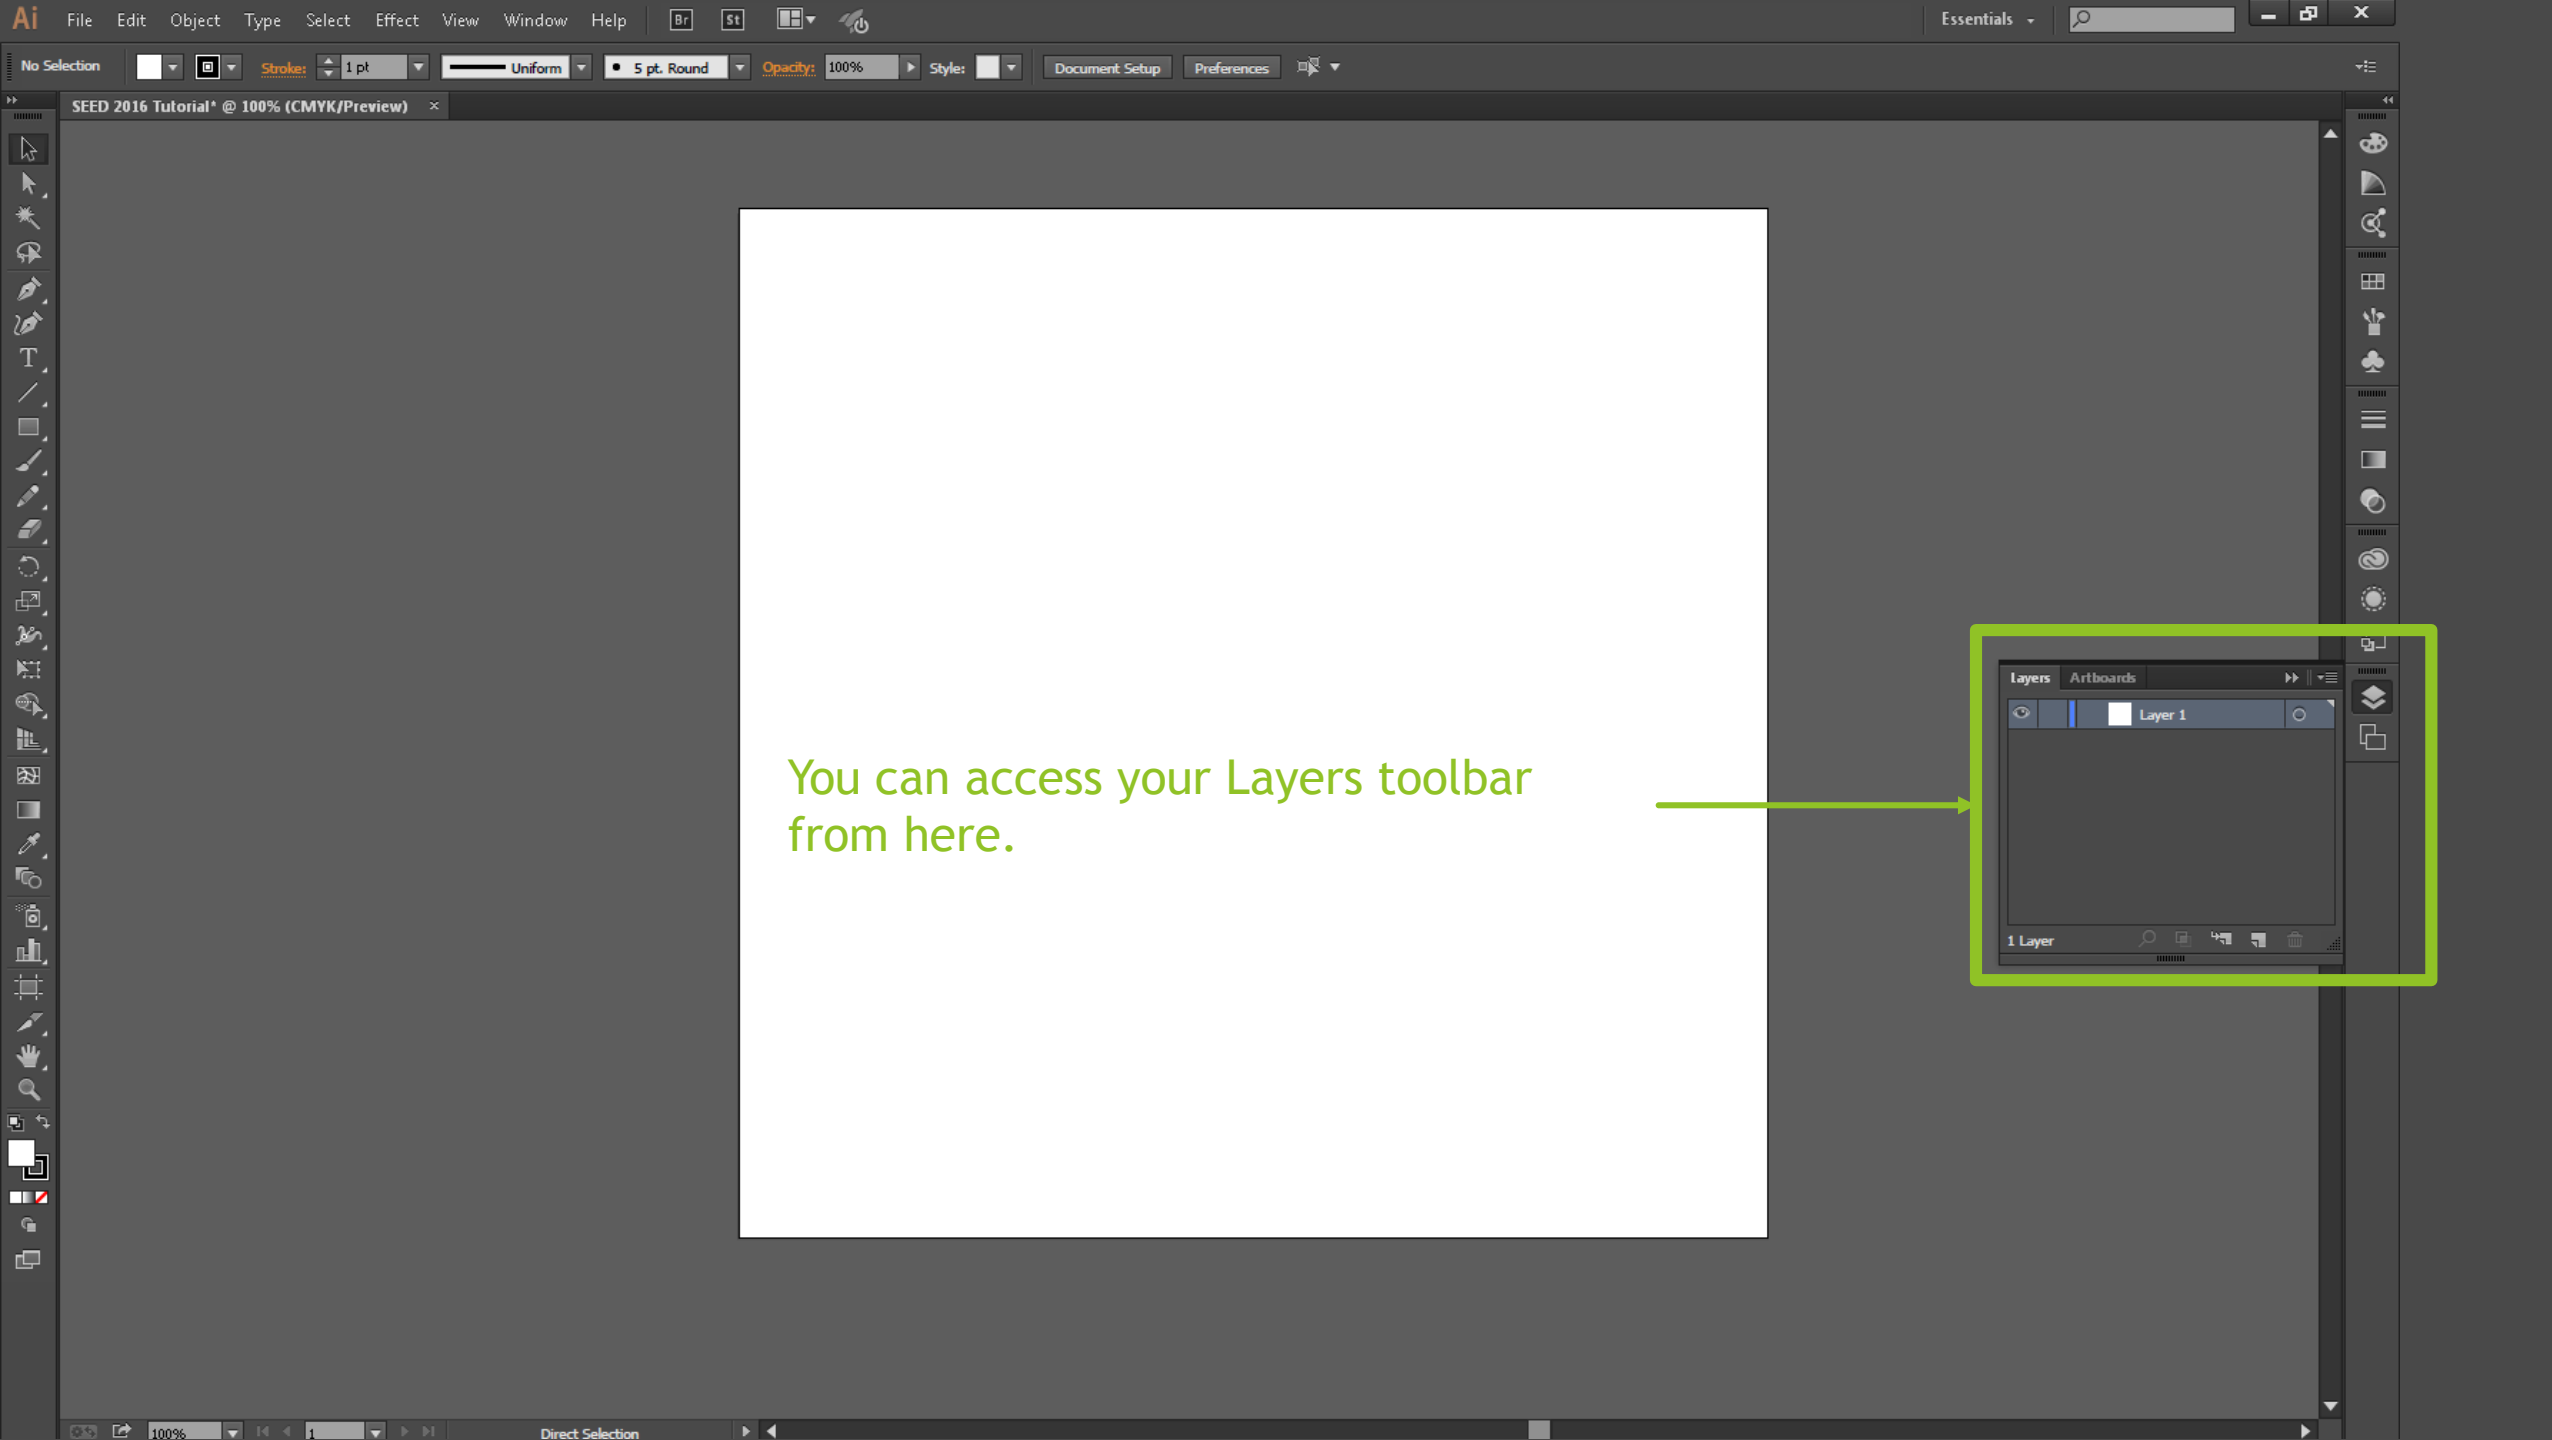 Ai File Edit Object Type Select Effect View Window Help Br St Essentials
No Selection Stroke: 1 pt Uniform 5 pt. Round Opacity: 100% Style: Document Setup Preferences
SEED 2016 Tutorial* @ 100% (CMYK/Preview) ×
T
Layers Artboards
Layer 1
You can access your Layers toolbar
from here.
1 Layer
100% 1 Direct Selection